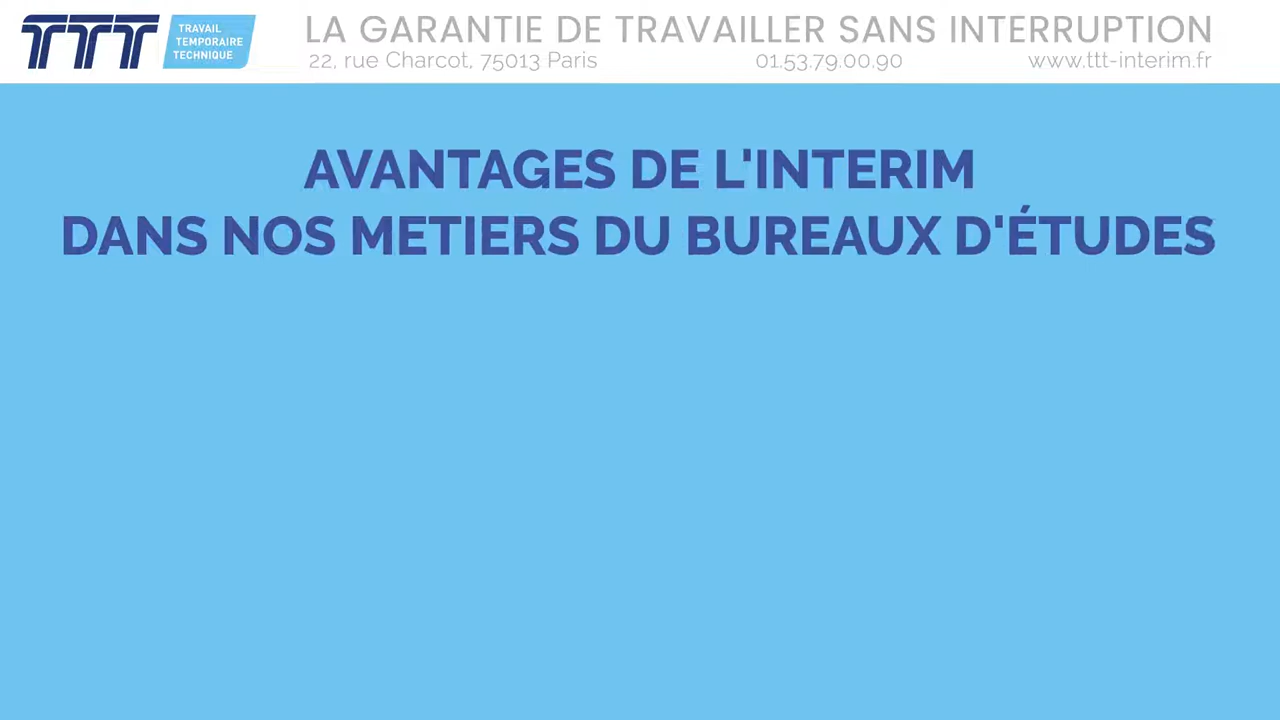 TTT
TRAVAIL
TEMPORAIRE
TECHNIQUE
LA GARANTIE DE TRAVAILLER SANS INTERRUPTION
22, rue Charcot, 75013 Paris 01.53.79.00.90 www.ttt-interim.fr
AVANTAGES DE L'INTERIM
DANS NOS METIERS DU BUREAUX D'ÉTUDES